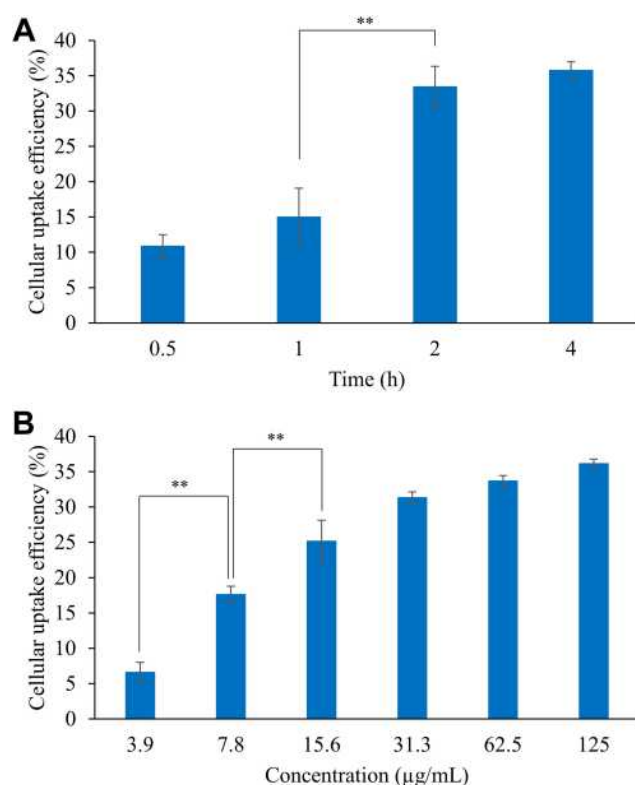 A
Cellular uptake efficiency (%)
40
35
30
25
20
15
10
5
0
**
0.5 1 2 4
Time (h)
B
Cellular uptake efficiency (%)
40
35
30
25
20
15
10
5
0
**
**
3.9 7.8 15.6 31.3 62.5 125
Concentration (µg/mL)